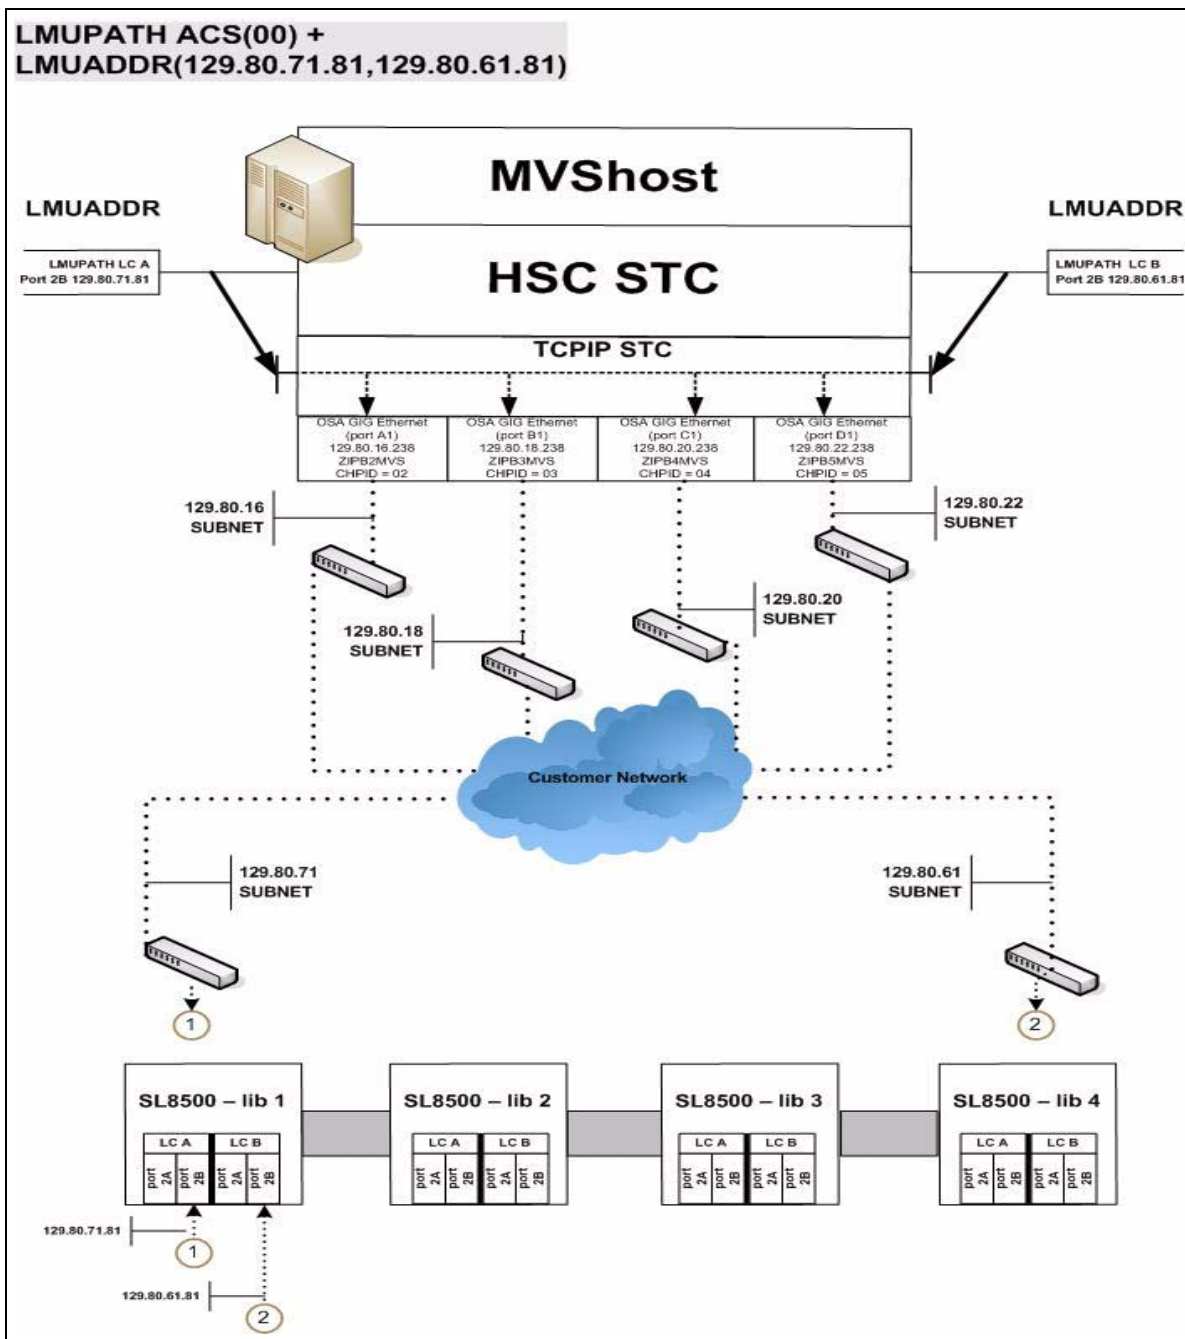 LMUPATH ACS(00) +
LMUADDR(129.80.71.81,129.80.61.81)
MVShost
LMUADDR
LMUADDR
LMUPATH LC A
Port 2B 129.80.71.81
HSC STC
LMUPATH LC B
Port 2B 129.80.61.81
TCPIP STC
OSA GIG Ethernet
(port A1)
129.80.16.238
ZIPB2MVS
CHPID = 02
OSA GIG Ethernet
(port B1)
129.80.18.238
ZIPB3MVS
CHPID = 03
OSA GIG Ethernet
(port C1)
129.80.20.238
ZIPB4MVS
CHPID = 04
OSA GIG Ethernet
(port D1)
129.80.22.238
ZIPB5MVS
CHPID = 05
129.80.16
SUBNET
129.80.22
SUBNET
129.80.18
SUBNET
129.80.20
SUBNET
Customer Network
129.80.71
SUBNET
129.80.61
SUBNET
1
2
SL8500 – lib 1
LC A
LC B
port 2A
port 2B
port 2A
port 2B
SL8500 – lib 2
LC A
LC B
port 2A
port 2B
port 2A
port 2B
SL8500 – lib 3
LC A
LC B
port 2A
port 2B
port 2A
port 2B
SL8500 – lib 4
LC A
LC B
port 2A
port 2B
port 2A
port 2B
129.80.71.81
1
129.80.61.81
2